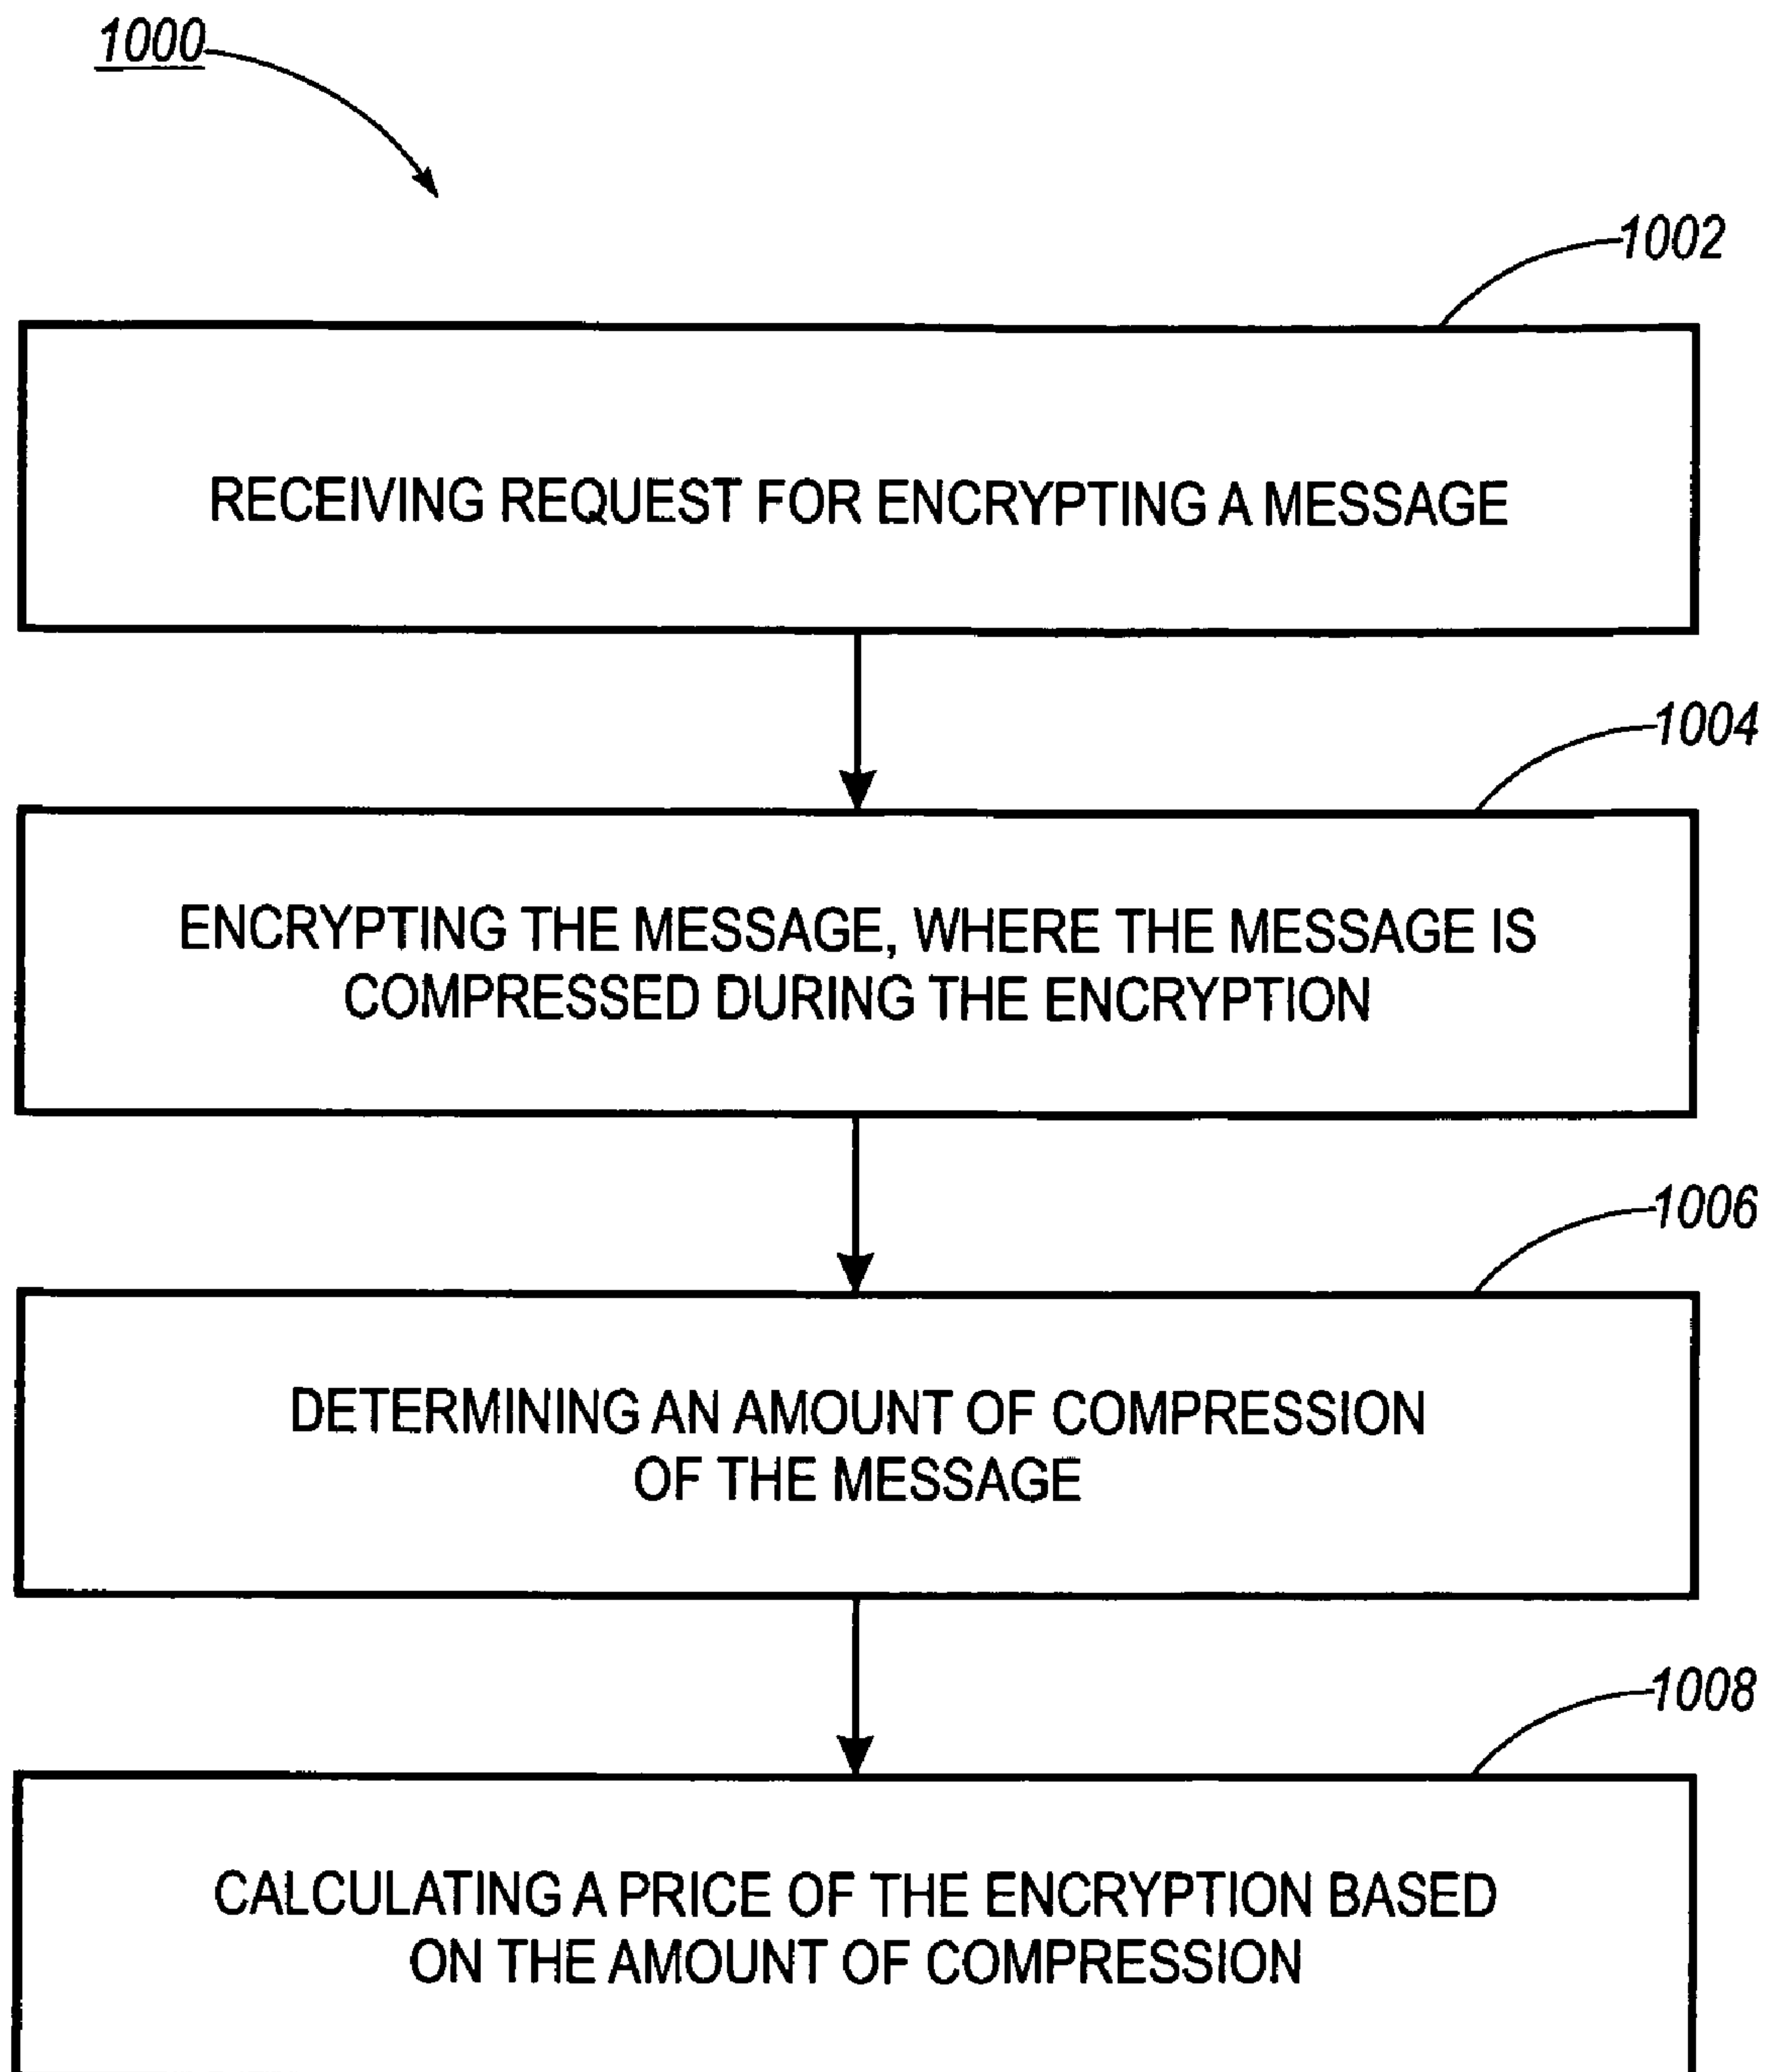 1000
1002
RECEIVING REQUEST FOR ENCRYPTING A MESSAGE
1004
ENCRYPTING THE MESSAGE, WHERE THE MESSAGE IS
COMPRESSED DURING THE ENCRYPTION
1006
DETERMINING AN AMOUNT OF COMPRESSION
OF THE MESSAGE
1008
CALCULATING A PRICE OF THE ENCRYPTION BASED
ON THE AMOUNT OF COMPRESSION